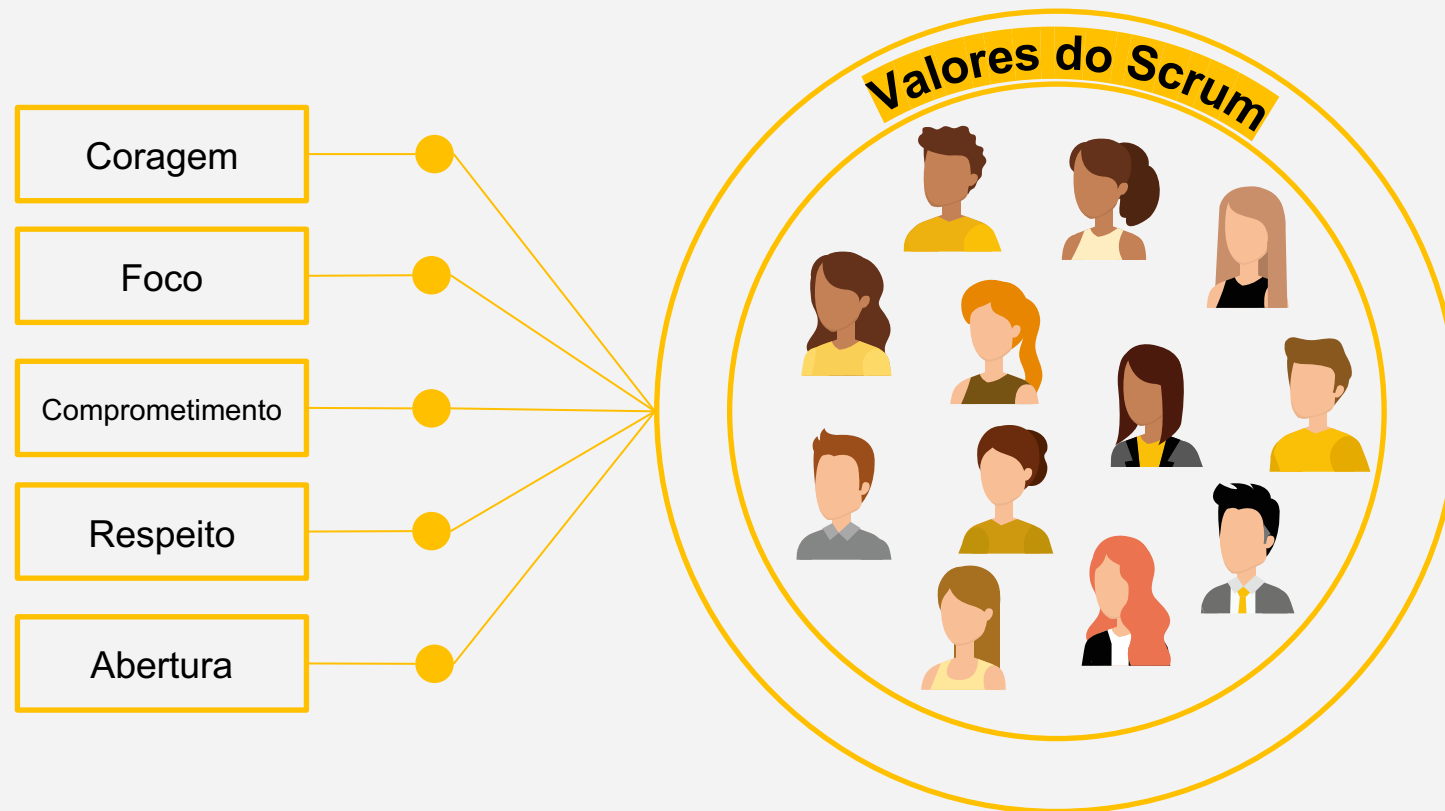 Valores do Scrum
Coragem
Foco
Comprometimento
Respeito
Abertura